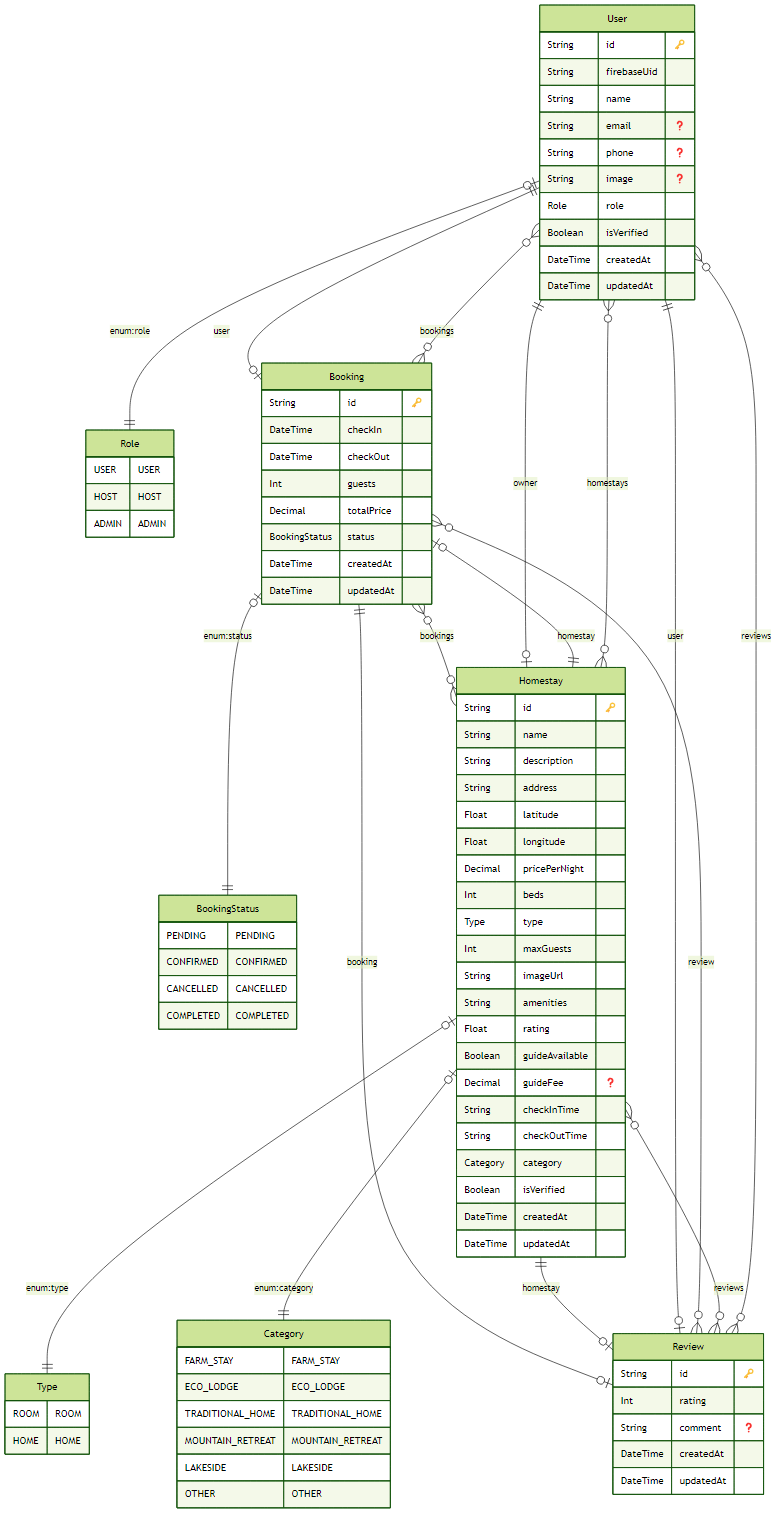 User
String id
String firebaseUid
String name
String email ?
String phone ?
String image ?
Role role
Boolean isVerified
DateTime createdAt
DateTime updatedAt
enum:role
user
bookings
Booking
String id
DateTime checkIn
DateTime checkOut
Int guests
Decimal totalPrice
BookingStatus status
DateTime createdAt
DateTime updatedAt
Role
USER USER
HOST HOST
ADMIN ADMIN
owner
homestays
enum:status
bookings
homestay
user
reviews
Homestay
String id
String name
String description
String address
Float latitude
Float longitude
Decimal pricePerNight
Int beds
Type type
Int maxGuests
String imageUrl
String amenities
Float rating
Boolean guideAvailable
Decimal guideFee ?
String checkInTime
String checkOutTime
Category category
Boolean isVerified
DateTime createdAt
DateTime updatedAt
BookingStatus
PENDING PENDING
CONFIRMED CONFIRMED
CANCELLED CANCELLED
COMPLETED COMPLETED
booking
review
enum:type
enum:category
homestay
reviews
Category
FARM_STAY FARM_STAY
ECO_LODGE ECO_LODGE
TRADITIONAL_HOME TRADITIONAL_HOME
MOUNTAIN_RETREAT MOUNTAIN_RETREAT
LAKESIDE LAKESIDE
OTHER OTHER
Type
ROOM ROOM
HOME HOME
Review
String id
Int rating
String comment ?
DateTime createdAt
DateTime updatedAt